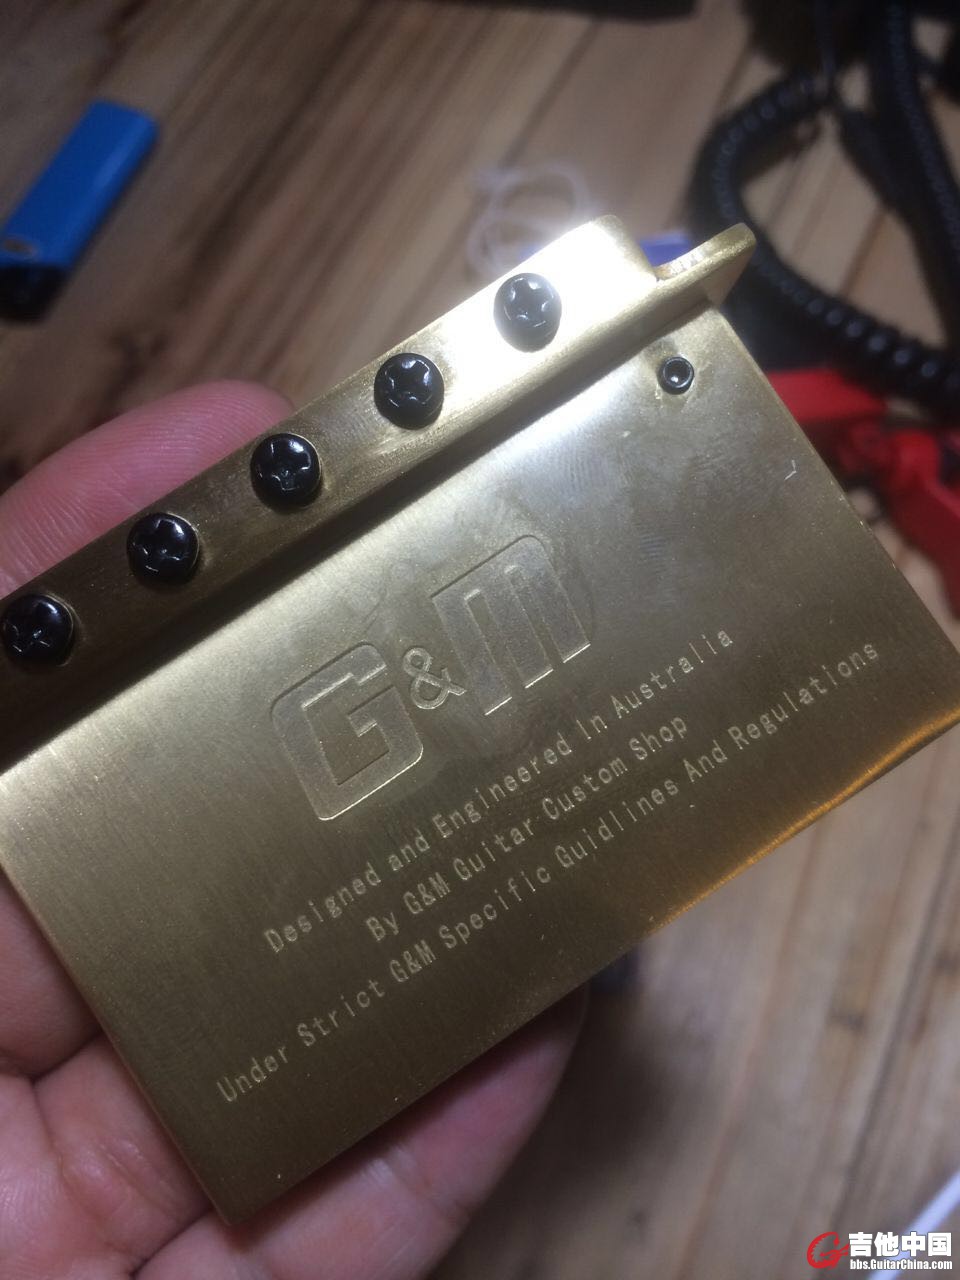 G&M
Designed and Engineered In Australia
By G&M Guitar Custom Shop
Under Strict G&M Specific Guidlines And Regulations
吉他中国
bbs.GuitarChina.com